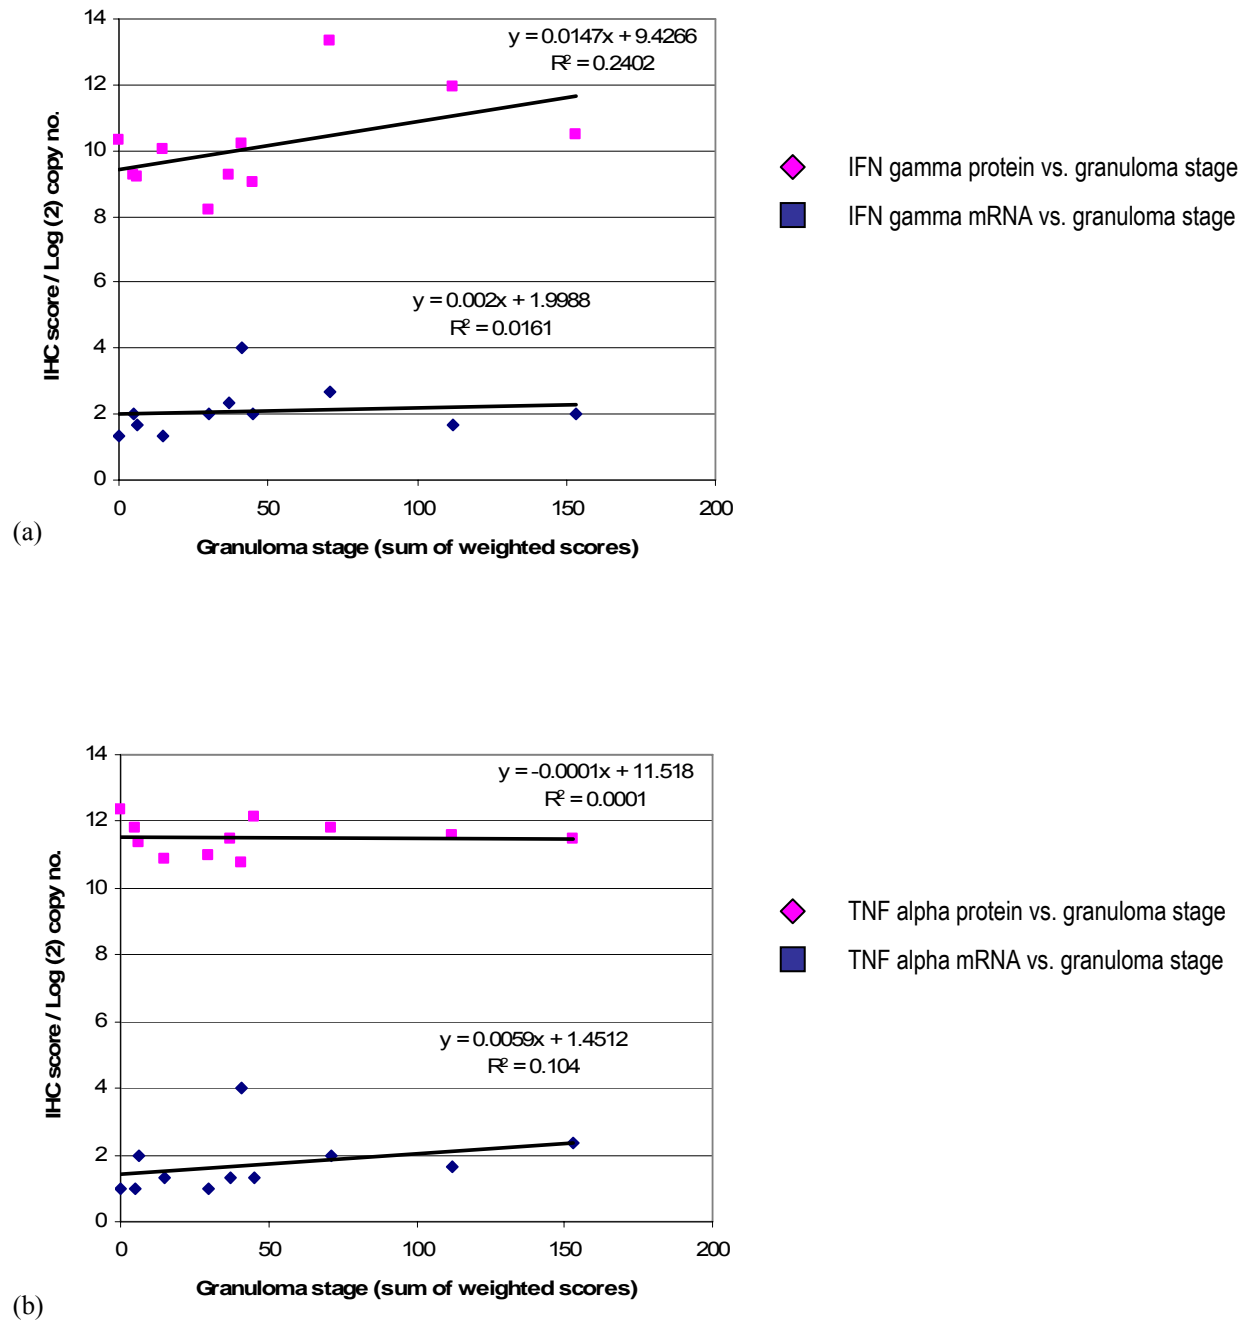 14
12
10
8
6
4
2
0
IHC score / Log (2) copy no.
y = 0.0147x + 9.4266
R² = 0.2402
y = 0.002x + 1.9988
R² = 0.0161
0 50 100 150 200
Granuloma stage (sum of weighted scores)
(a)
IFN gamma protein vs. granuloma stage
IFN gamma mRNA vs. granuloma stage
14
12
10
8
6
4
2
0
IHC score / Log (2) copy no.
y = -0.0001x + 11.518
R² = 0.0001
y = 0.0059x + 1.4512
R² = 0.104
0 50 100 150 200
Granuloma stage (sum of weighted scores)
(b)
TNF alpha protein vs. granuloma stage
TNF alpha mRNA vs. granuloma stage